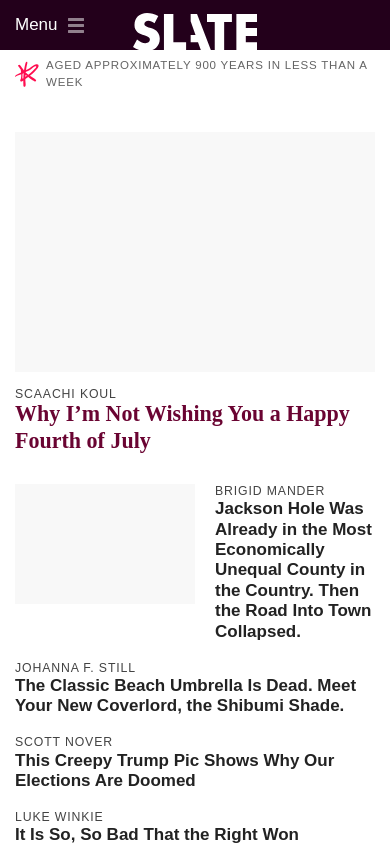 Menu
SLATE
AGED APPROXIMATELY 900 YEARS IN LESS THAN A
WEEK
SCAACHI KOUL
Why I’m Not Wishing You a Happy
Fourth of July
BRIGID MANDER
Jackson Hole Was
Already in the Most
Economically
Unequal County in
the Country. Then
the Road Into Town
Collapsed.
JOHANNA F. STILL
The Classic Beach Umbrella Is Dead. Meet
Your New Coverlord, the Shibumi Shade.
SCOTT NOVER
This Creepy Trump Pic Shows Why Our
Elections Are Doomed
LUKE WINKIE
It Is So, So Bad That the Right Won